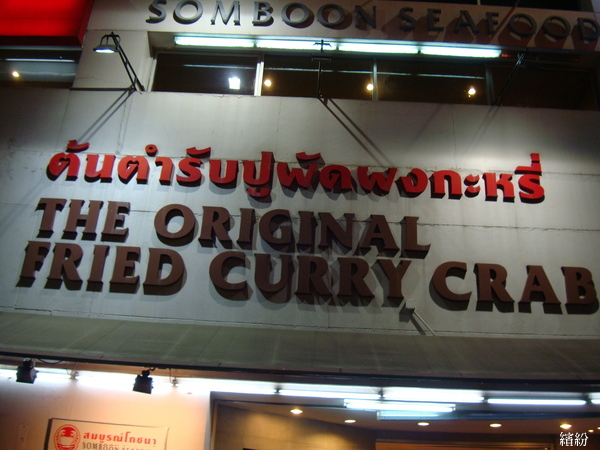 SOMBOON SEAFOOD
ต้นตำรับปูผัดผงกะหรี่
THE ORIGINAL
FRIED CURRY CRAB
สมบูรณ์โภชนา
SOMBOON SEAFOOD
繽紛